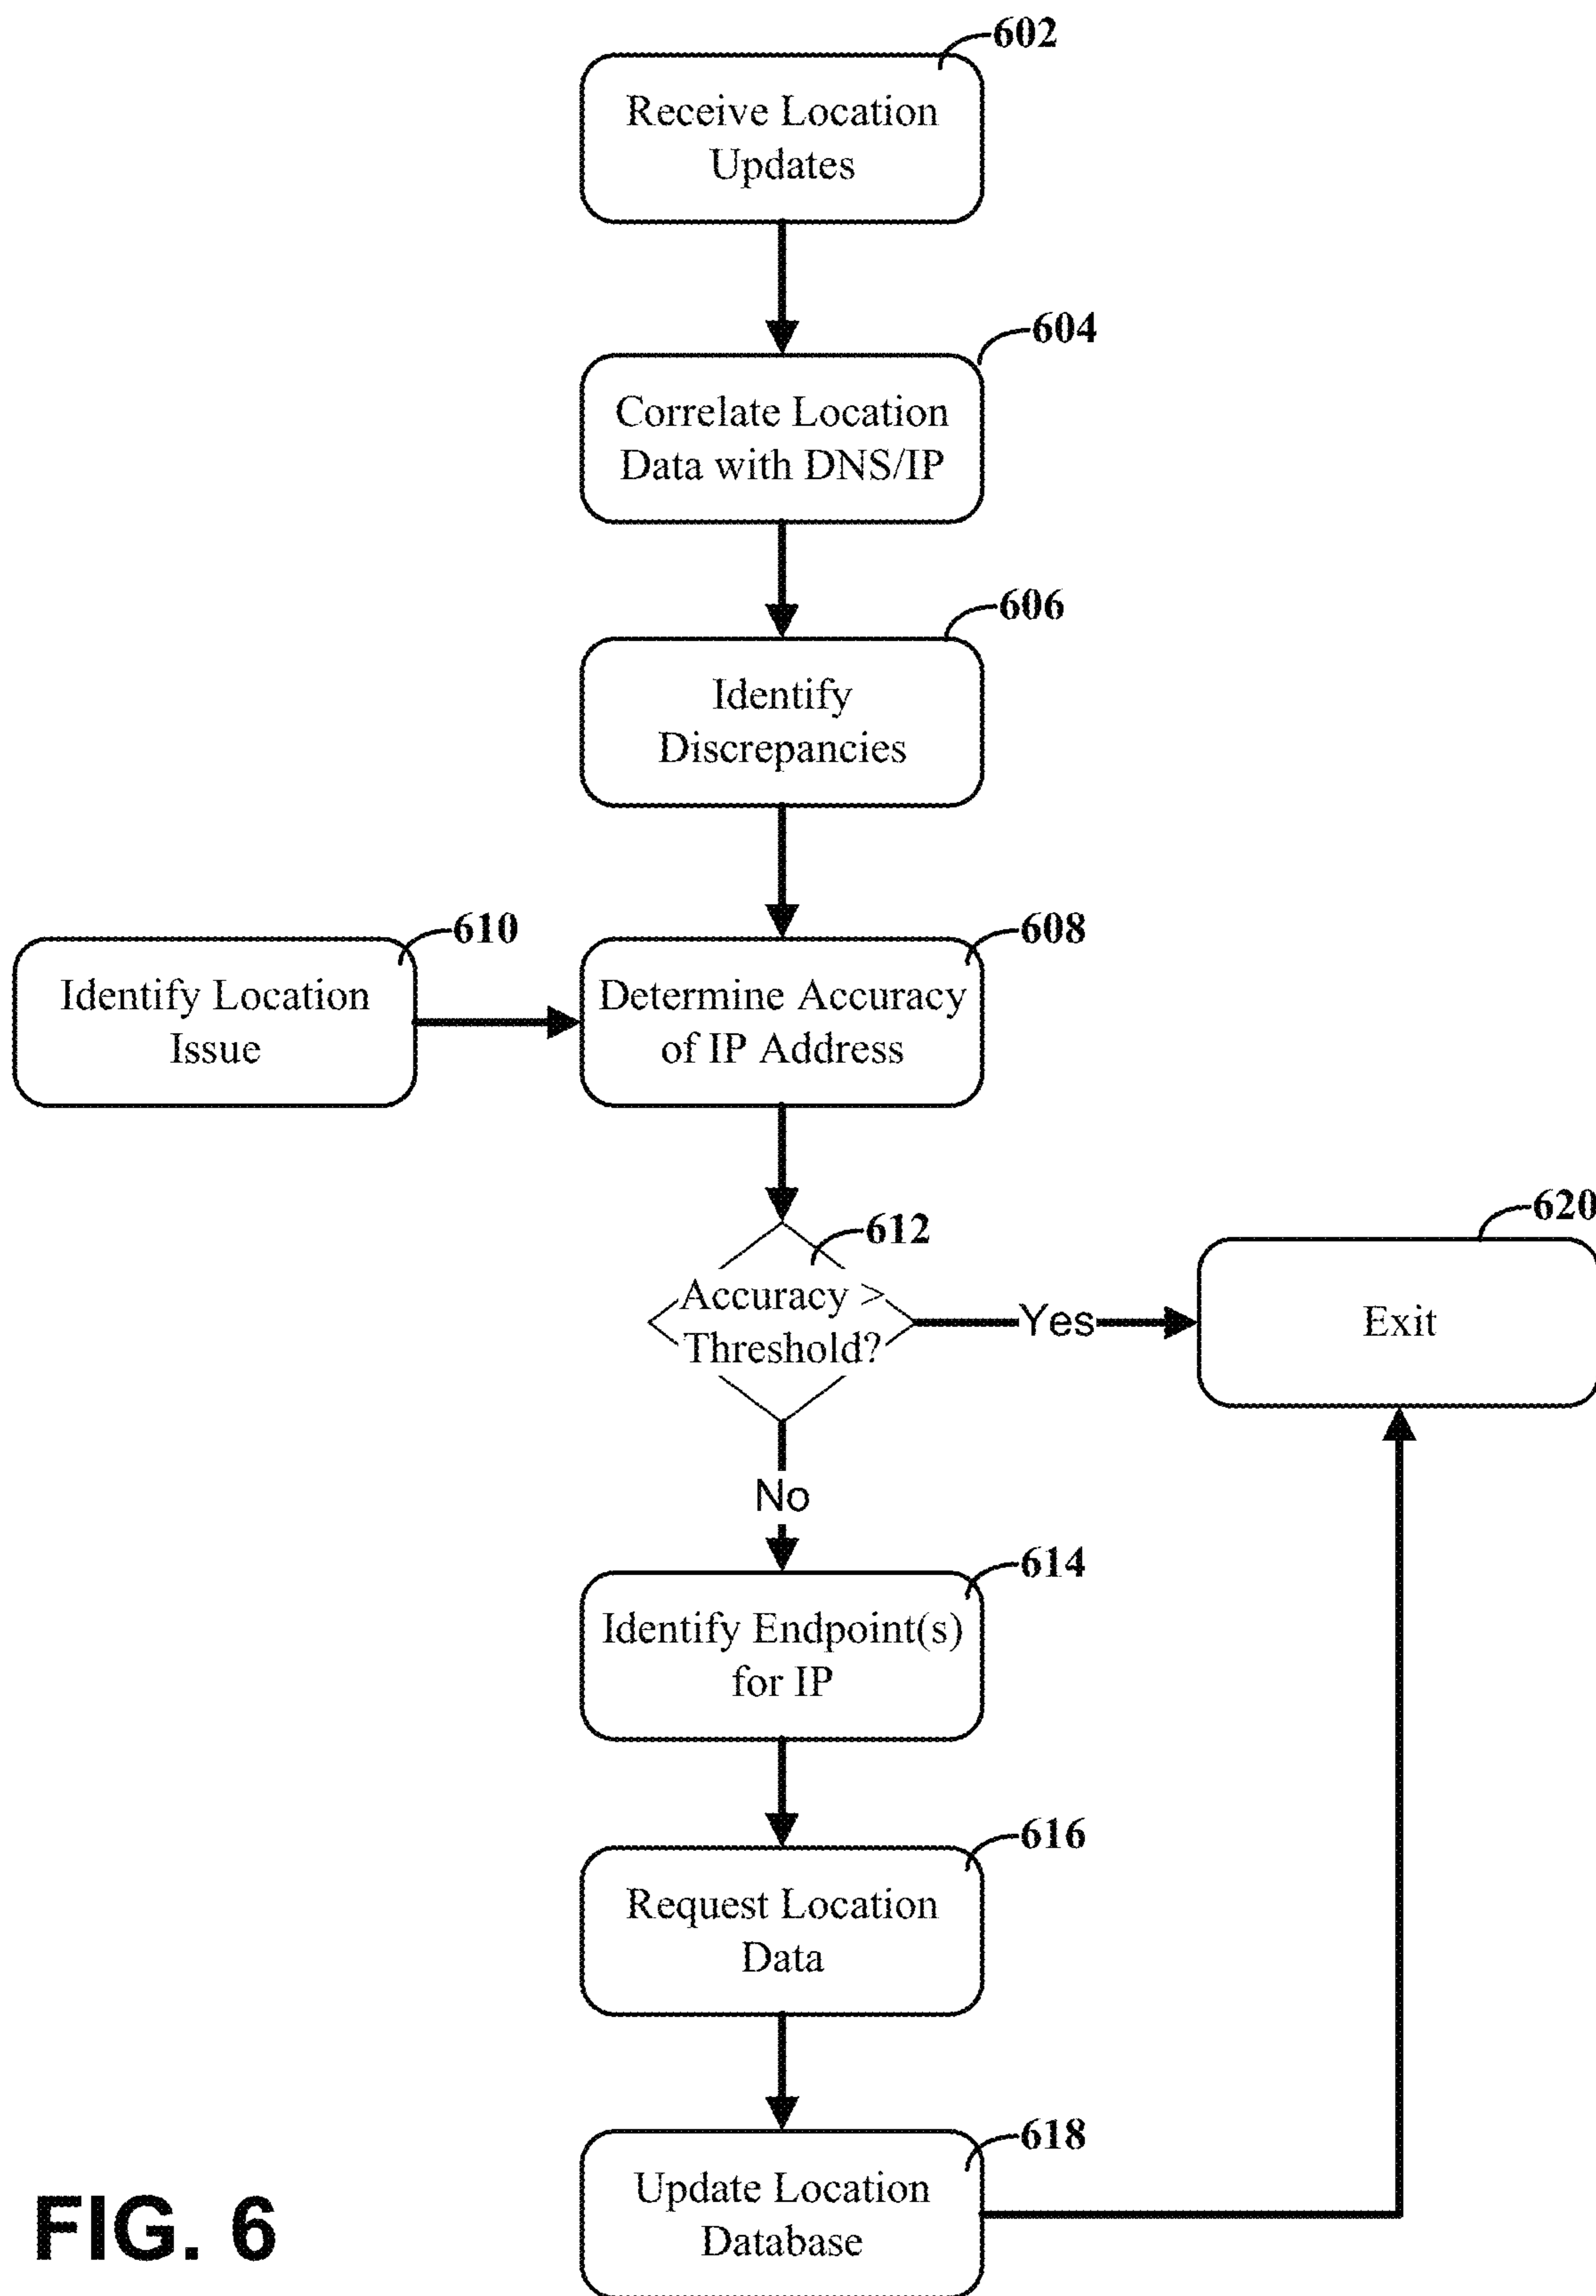 602
Receive Location
Updates
604
Correlate Location
Data with DNS/IP
606
Identify
Discrepancies
610
Identify Location
Issue
608
Determine Accuracy
of IP Address
612
Accuracy >
Threshold?
Yes
620
Exit
No
614
Identify Endpoint(s)
for IP
616
Request Location
Data
618
Update Location
Database
FIG. 6